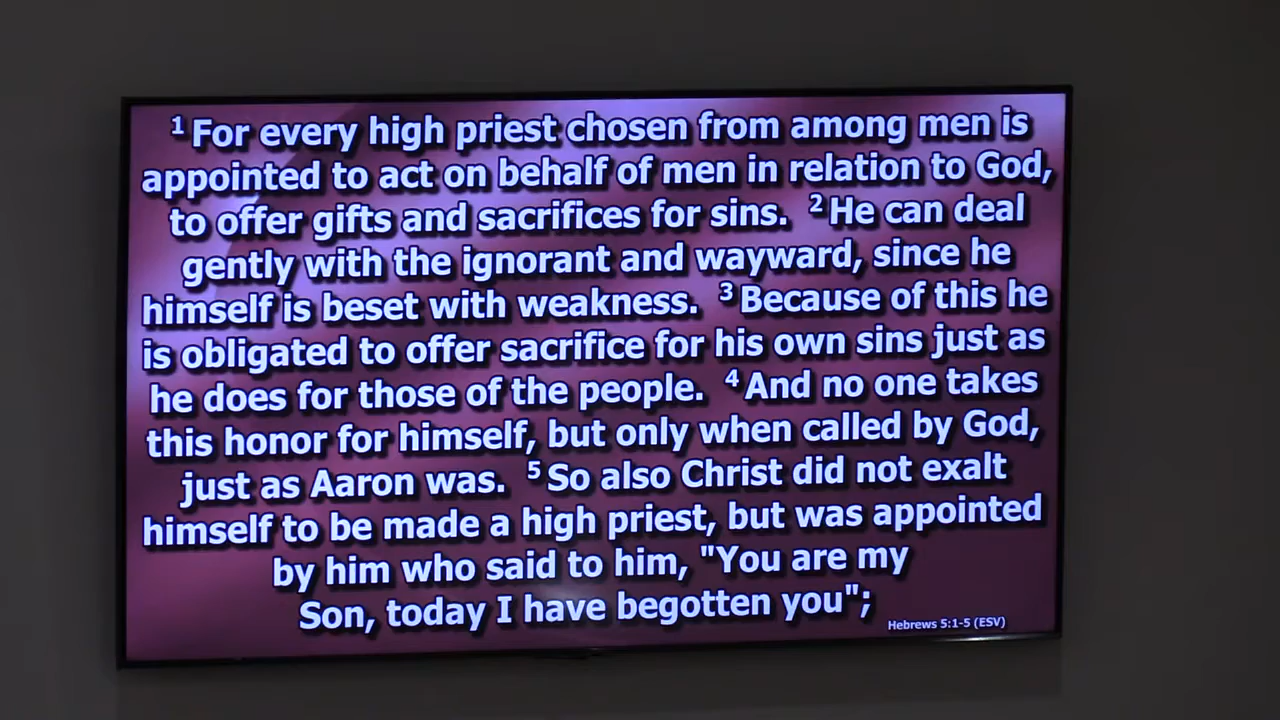 1 For every high priest chosen from among men is
appointed to act on behalf of men in relation to God,
to offer gifts and sacrifices for sins. 2 He can deal
gently with the ignorant and wayward, since he
himself is beset with weakness. 3 Because of this he
is obligated to offer sacrifice for his own sins just as
he does for those of the people. 4 And no one takes
this honor for himself, but only when called by God,
just as Aaron was. 5 So also Christ did not exalt
himself to be made a high priest, but was appointed
by him who said to him, "You are my
Son, today I have begotten you";
Hebrews 5:1-5 (ESV)